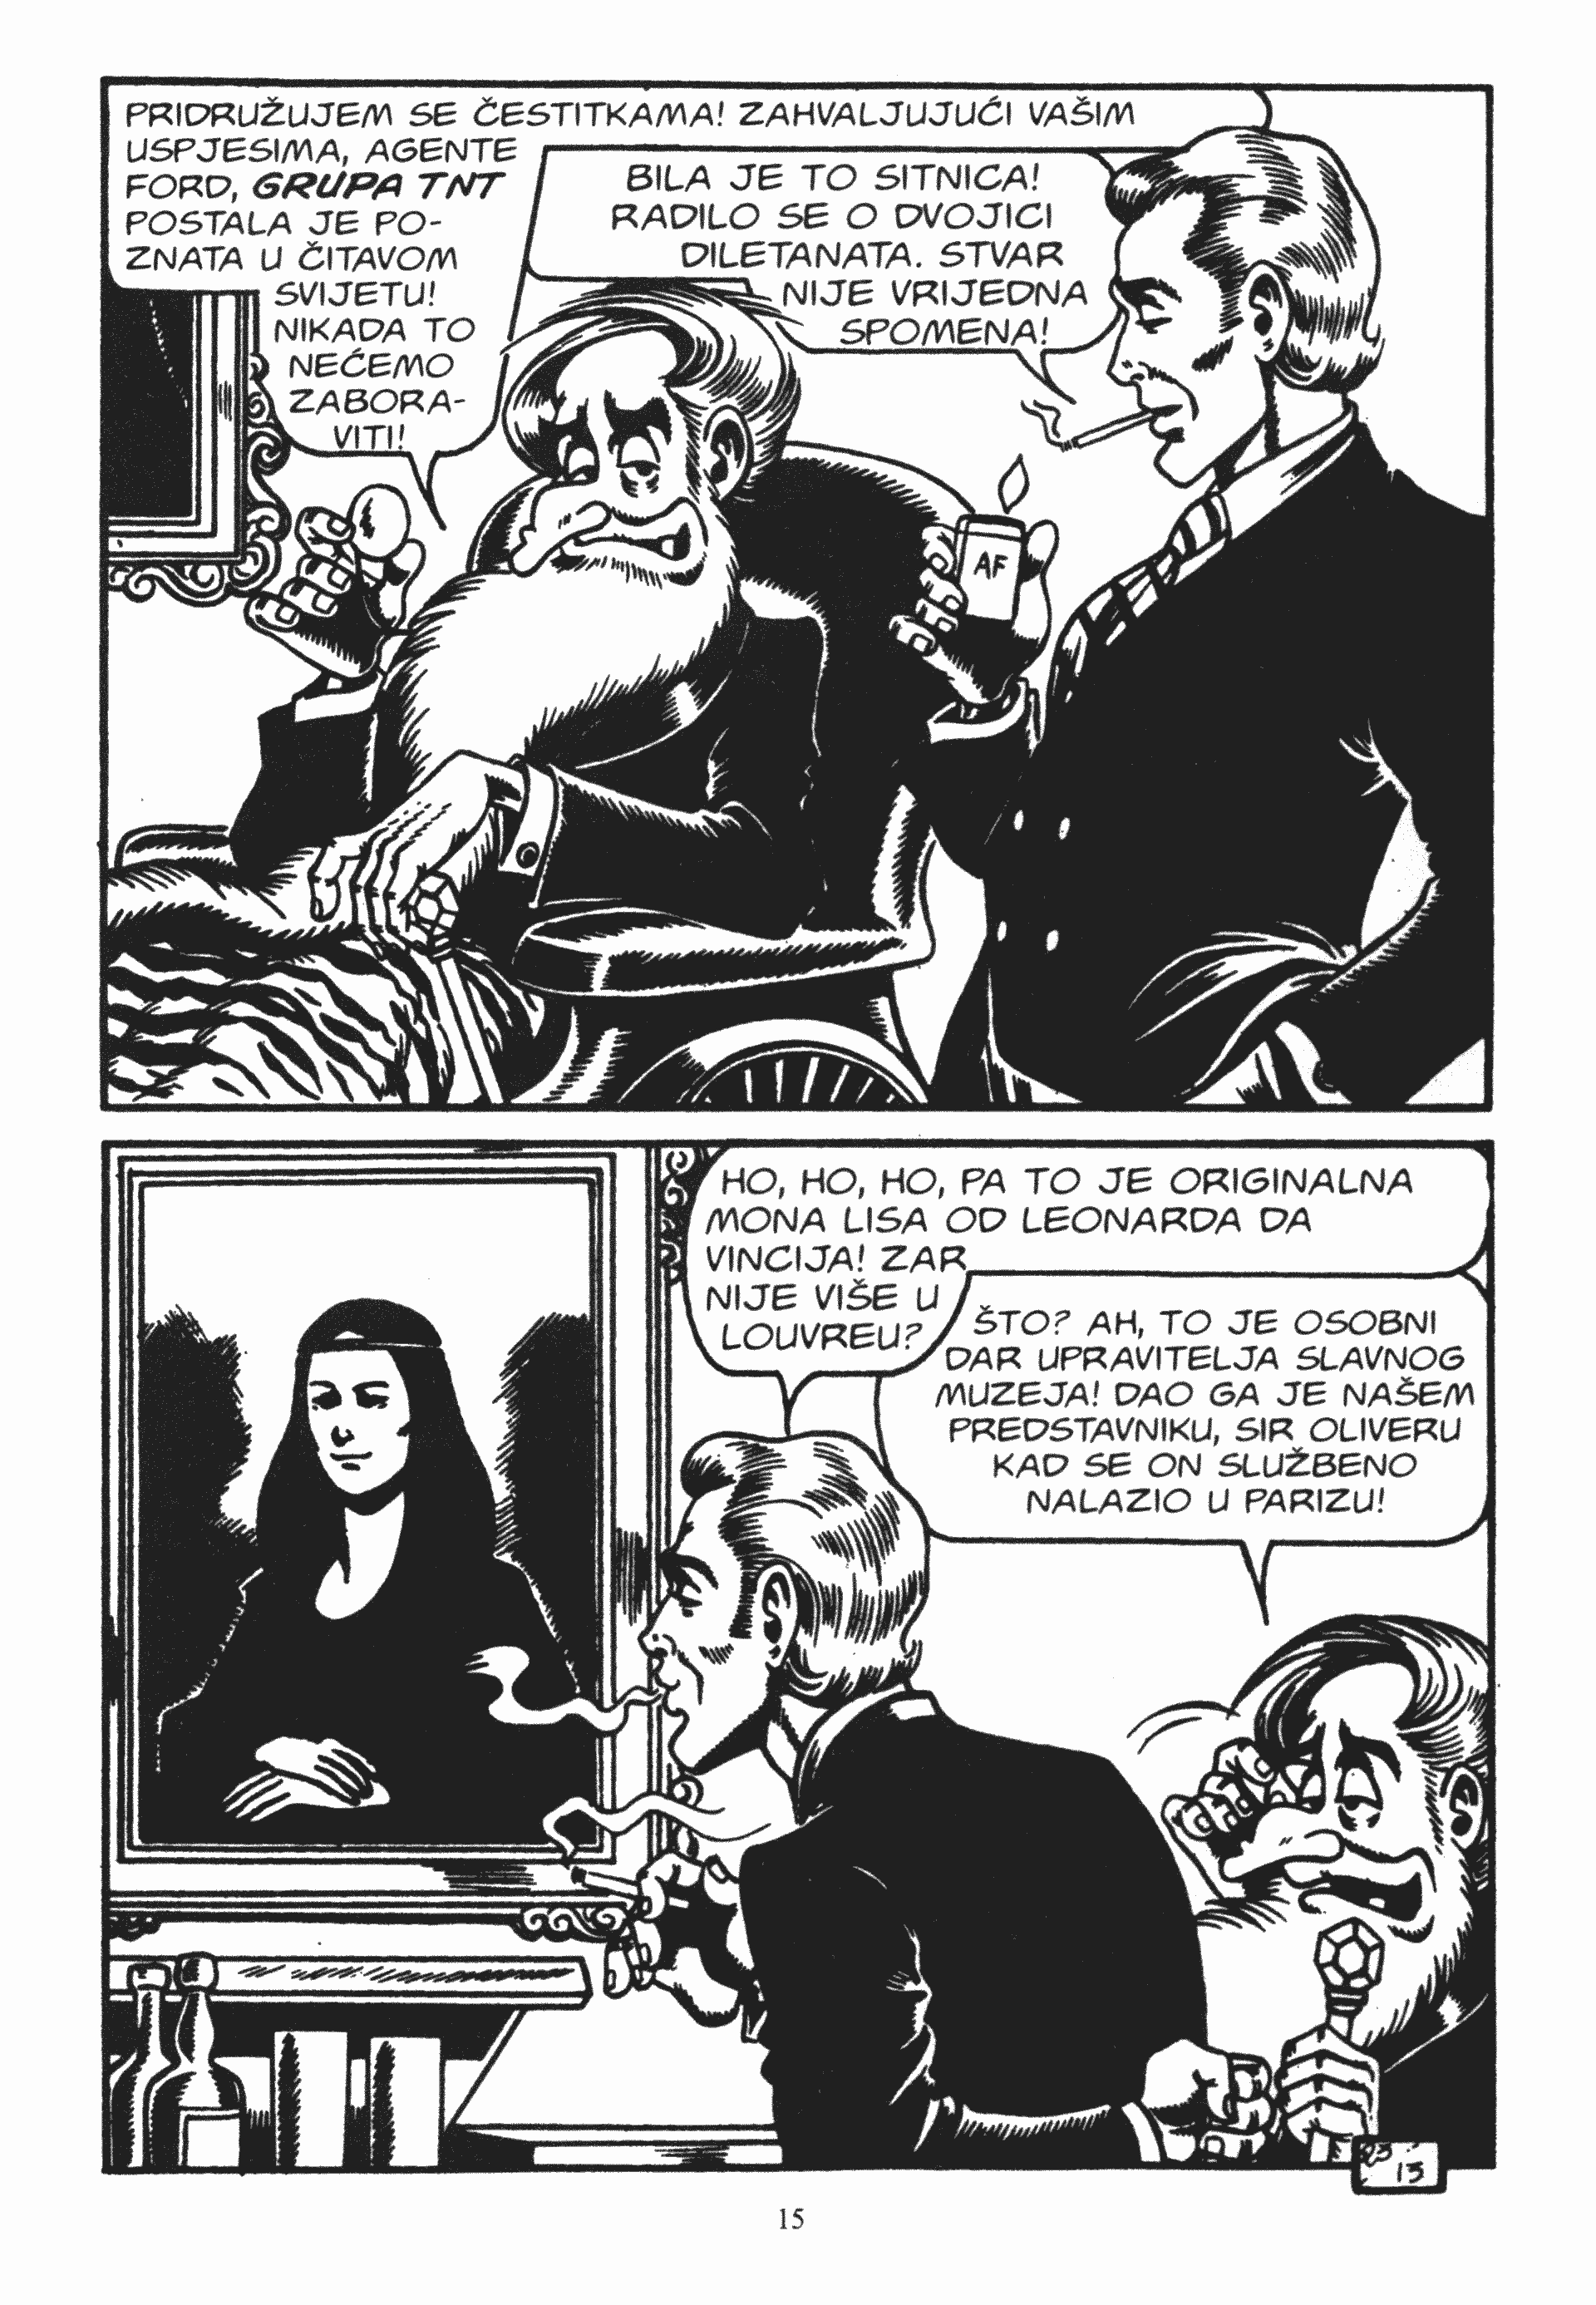 PRIDRUŽUJEM SE ČESTITKAMA! ZAHVALJUJUĆI VAŠIM
USPJESIMA, AGENTE
FORD, GRUPA TNT
POSTALA JE PO-
ZNATA U ČITAVOM
SVIJETU!
NIKADA TO
NEĆEMO
ZABORA-
VITI!
BILA JE TO SITNICA!
RADILO SE O DVOJICI
DILETANATA. STVAR
NIJE VRIJEDNA
SPOMENA!
AF
HO, HO, HO, PA TO JE ORIGINALNA
MONA LISA OD LEONARDA DA
VINCIJA! ZAR
NIJE VIŠE U
LOUVREU?
ŠTO? AH, TO JE OSOBNI
DAR UPRAVITELJA SLAVNOG
MUZEJA! DAO GA JE NAŠEM
PREDSTAVNIKU, SIR OLIVERU
KAD SE ON SLUŽBENO
NALAZIO U PARIZU!
23
13
15